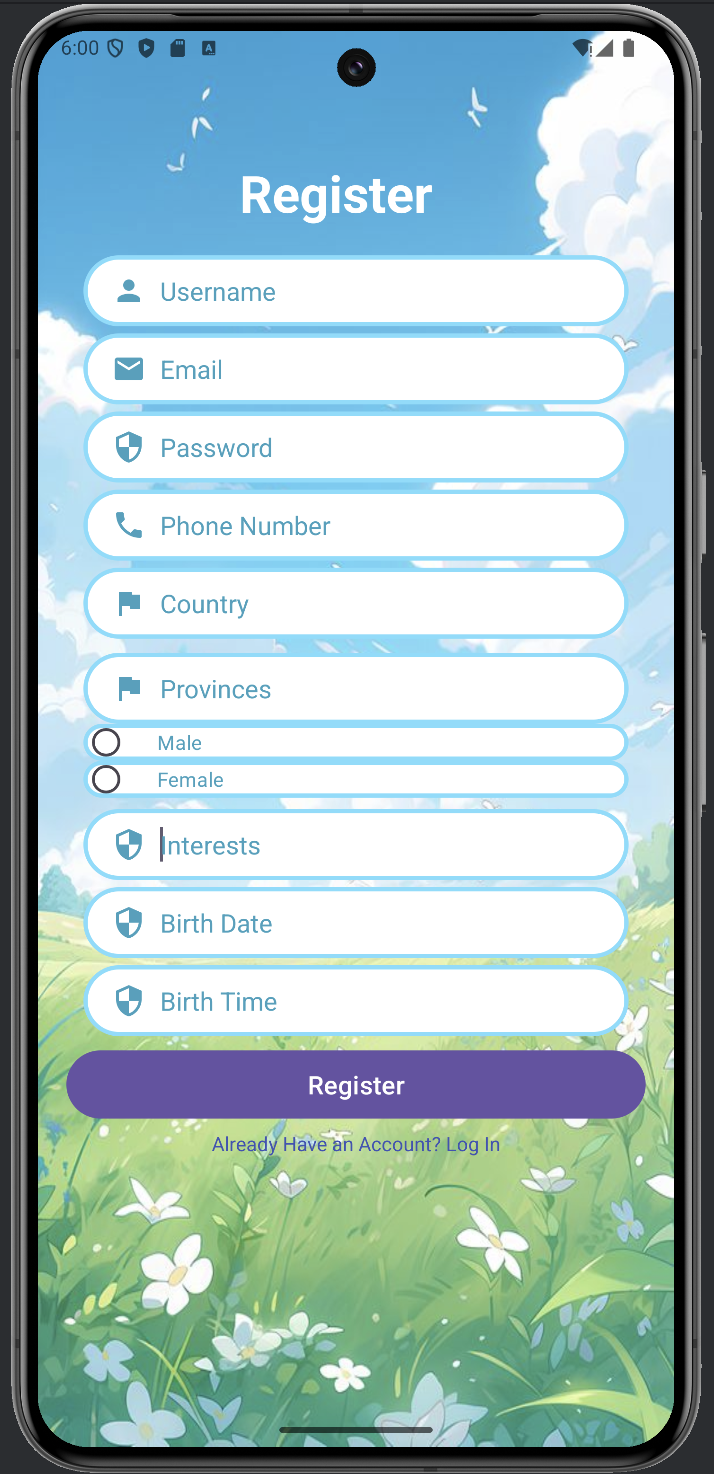 6:00
Register
Username
Email
Password
Phone Number
Country
Provinces
Male
Female
Interests
Birth Date
Birth Time
Register
Already Have an Account? Log In